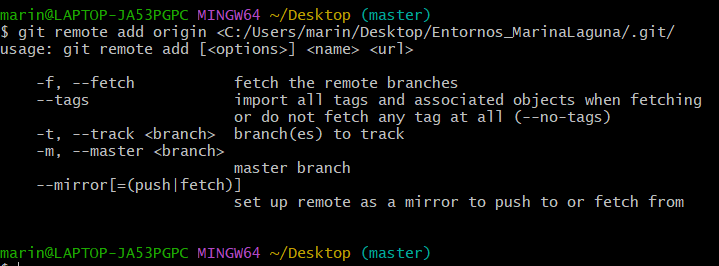 marin@LAPTOP-JA53PGPC MINGW64 ~/Desktop (master)
$ git remote add origin <C:/Users/marin/Desktop/Entornos_MarinaLaguna/.git/
usage: git remote add [<options>] <name> <url>

    -f, --fetch           fetch the remote branches
    --tags                import all tags and associated objects when fetching
                          or do not fetch any tag at all (--no-tags)
    -t, --track <branch>  branch(es) to track
    -m, --master <branch>
                          master branch
    --mirror[=(push|fetch)]
                          set up remote as a mirror to push to or fetch from

marin@LAPTOP-JA53PGPC MINGW64 ~/Desktop (master)